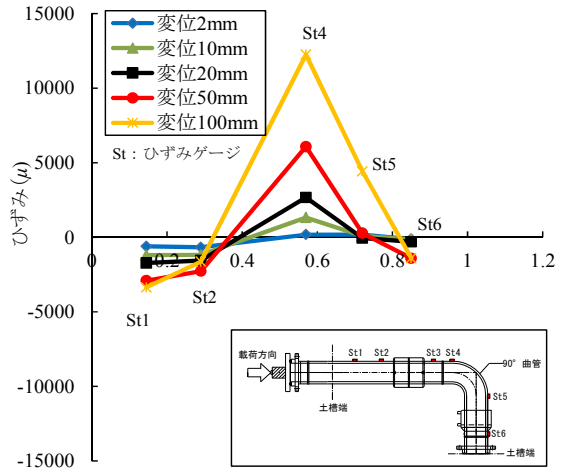 15000
10000
5000
0
-5000
-10000
-15000
ひずみ(μ)
変位2mm
変位10mm
変位20mm
変位50mm
変位100mm
St：ひずみゲージ
St4
St5
St6
0 0.2 0.4 0.6 0.8 1 1.2
St1
St2
載荷方向
St1 St2 St3 St4
90° 曲管
St5
St6
土槽端
土槽端